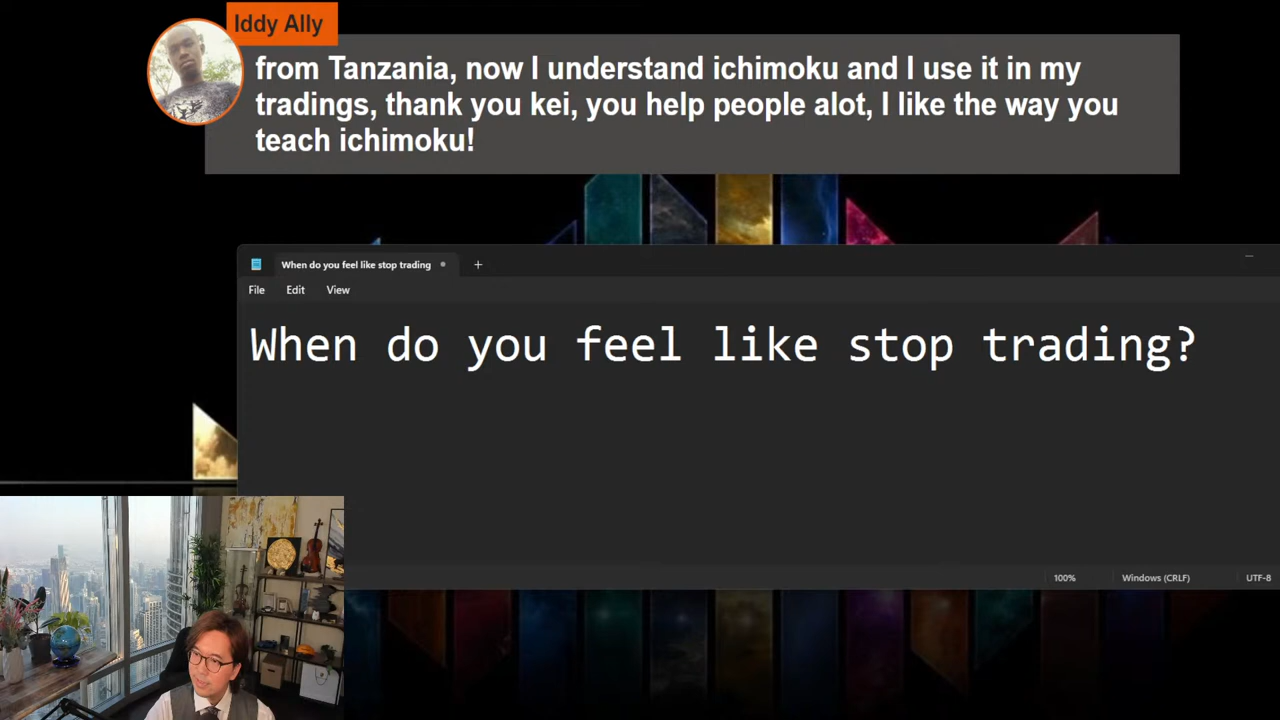 Iddy Ally
from Tanzania, now I understand ichimoku and I use it in my
tradings, thank you kei, you help people alot, I like the way you
teach ichimoku!
When do you feel like stop trading
File Edit View
When do you feel like stop trading?
100% Windows (CRLF) UTF-8